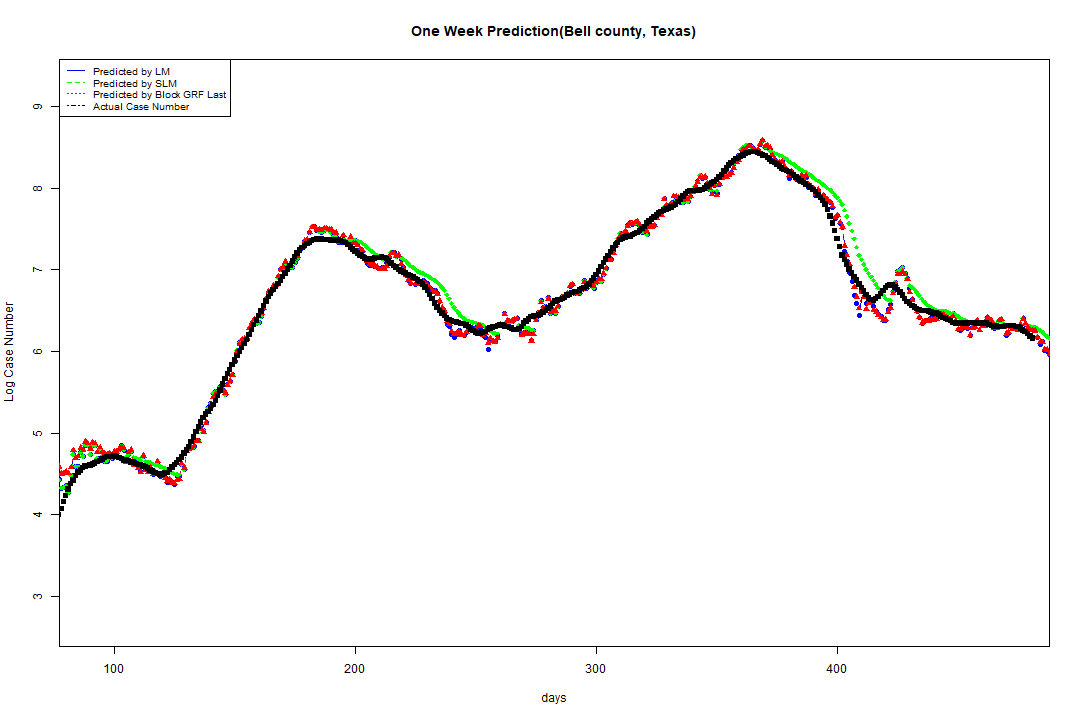 One Week Prediction(Bell county, Texas)
Predicted by LM
Predicted by SLM
Predicted by Block GRF Last
Actual Case Number
9
8
7
6
5
4
3
Log Case Number
100 200 300 400
days